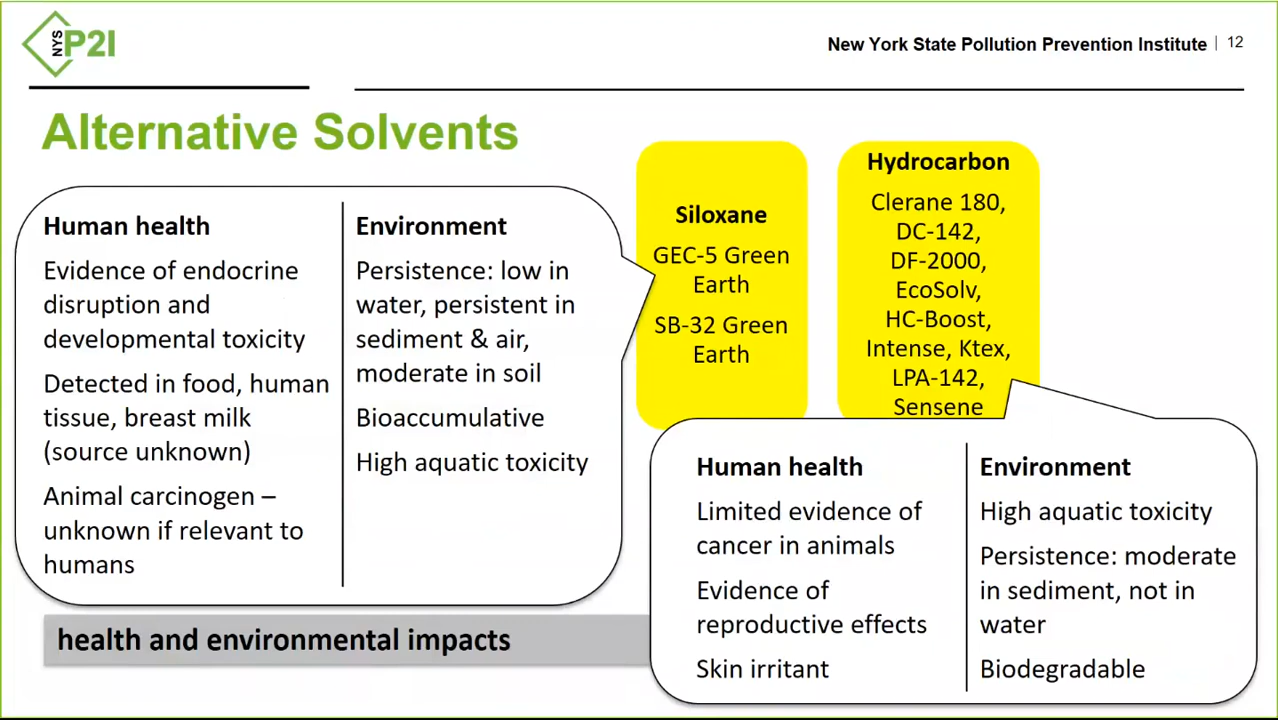 NYS
P2I
New York State Pollution Prevention Institute | 12
Alternative Solvents
Human health
Evidence of endocrine
disruption and
developmental toxicity
Detected in food, human
tissue, breast milk
(source unknown)
Animal carcinogen –
unknown if relevant to
humans
Environment
Persistence: low in
water, persistent in
sediment & air,
moderate in soil
Bioaccumulative
High aquatic toxicity
Siloxane
GEC-5 Green
Earth
SB-32 Green
Earth
Hydrocarbon
Clerane 180,
DC-142,
DF-2000,
EcoSolv,
HC-Boost,
Intense, Ktex,
LPA-142,
Sensene
Human health
Limited evidence of
cancer in animals
Evidence of
reproductive effects
Skin irritant
Environment
High aquatic toxicity
Persistence: moderate
in sediment, not in
water
Biodegradable
health and environmental impacts